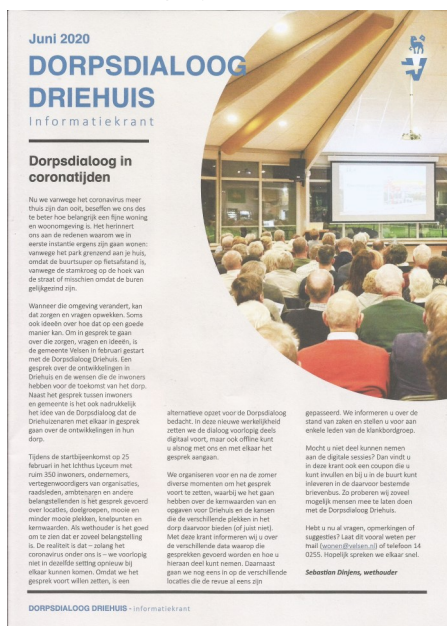 Juni 2020
DORPSDIALOOG
DRIEHUIS
Informatiekrant
Dorpsdialoog in
coronatijden
Nu we vanwege het coronavirus meer
thuis zijn dan ooit, beseffen we ons des
te beter hoe belangrijk een fijne woning
en woonomgeving is. Het herinnert
ons aan de redenen waarom we in
eerste instantie ergens zijn gaan wonen:
vanwege het park grenzend aan je huis,
omdat de buurtsuper op fietsafstand is,
vanwege de stamkroeg op de hoek van
de straat of misschien omdat de buren
gelijkgezind zijn.
Wanneer die omgeving verandert, kan
dat zorgen en vragen opwekken. Soms
ook ideeën over hoe dat op een goede
manier kan. Om in gesprek te gaan
over die zorgen, vragen en ideeën, is
de gemeente Velsen in februari gestart
met de Dorpsdialoog Driehuis. Een
gesprek over de ontwikkelingen in
Driehuis en de wensen die de inwoners
hebben voor de toekomst van het dorp.
Naast het gesprek tussen inwoners
en gemeente is het ook nadrukkelijk
het idee van de Dorpsdialoog dat de
Driehuizenaren met elkaar in gesprek
gaan over de ontwikkelingen in hun
dorp.
Tijdens de startbijeenkomst op 25
februari in het Ichthus Lyceum met
ruim 350 inwoners, ondernemers,
vertegenwoordigers van organisaties,
raadsleden, ambtenaren en andere
belangstellenden is het gesprek gevoerd
over locaties, doelgroepen, mooie en
minder mooie plekken, knelpunten en
kernwaarden. Als wethouder is het goed
om te zien dat er zoveel belangstelling
is. De realiteit is dat – zolang het
coronavirus onder ons is – we voorlopig
niet in dezelfde setting opnieuw bij
elkaar kunnen komen. Omdat we het
gesprek voort willen zetten, is een
alternatieve opzet voor de Dorpsdialoog
bedacht. In deze nieuwe werkelijkheid
zetten we de dialoog voorlopig deels
digitaal voort, maar ook offline kunt
u alsnog met ons en met elkaar het
gesprek aangaan.
We organiseren voor en na de zomer
diverse momenten om het gesprek
voort te zetten, waarbij we het gaan
hebben over de kernwaarden van en
opgaven voor Driehuis en de kansen
die de verschillende plekken in het
dorp daarvoor bieden (of juist niet).
Met deze krant informeren wij u over
de verschillende data waarop die
gesprekken gevoerd worden en hoe u
hieraan deel kunt nemen. Daarnaast
gaan we nog eens in op de verschillende
locaties die de revue al eens zijn
gepasseerd. We informeren u over de
stand van zaken en stellen u voor aan
enkele leden van de klankbordgroep.
Mocht u niet deel kunnen nemen
aan de digitale sessies? Dan vindt u
in deze krant ook een coupon die u
kunt invullen en bij u in de buurt kunt
inleveren in de daarvoor bestemde
brievenbus. Zo proberen wij zoveel
mogelijk mensen mee te laten doen
met de Dorpsdialoog Driehuis.
Hebt u nu al vragen, opmerkingen of
suggesties? Laat dit vooral weten per
mail (wonen@velsen.nl) of telefoon 14
0255. Hopelijk spreken we elkaar snel.
Sebastian Dinjens, wethouder
DORPSDIALOOG DRIEHUIS - informatiekrant